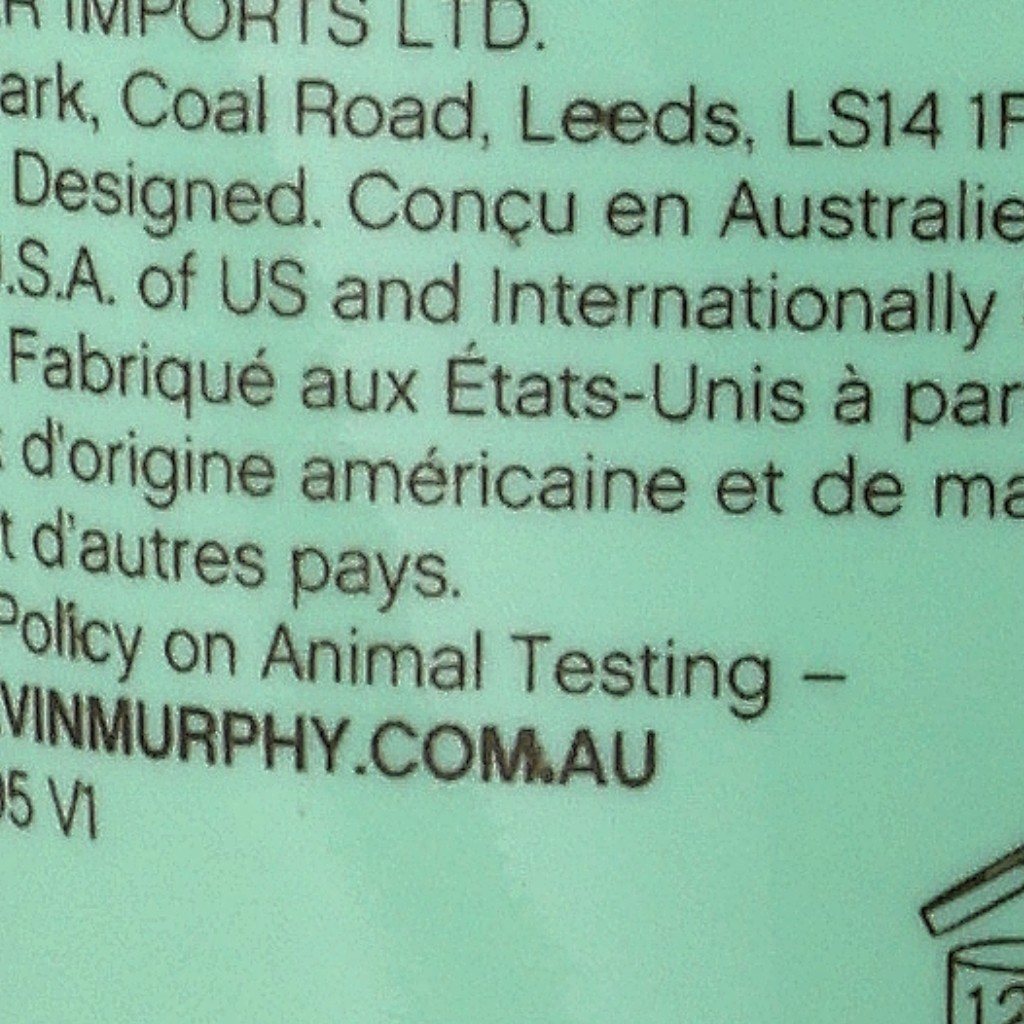 R IMPORTS LTD.
ark, Coal Road, Leeds, LS14 1F
Designed. Conçu en Australie
.S.A. of US and Internationally
Fabriqué aux États-Unis à par
d'origine américaine et de ma
t d'autres pays.
Policy on Animal Testing –
VINMURPHY.COM.AU
05 V1
12